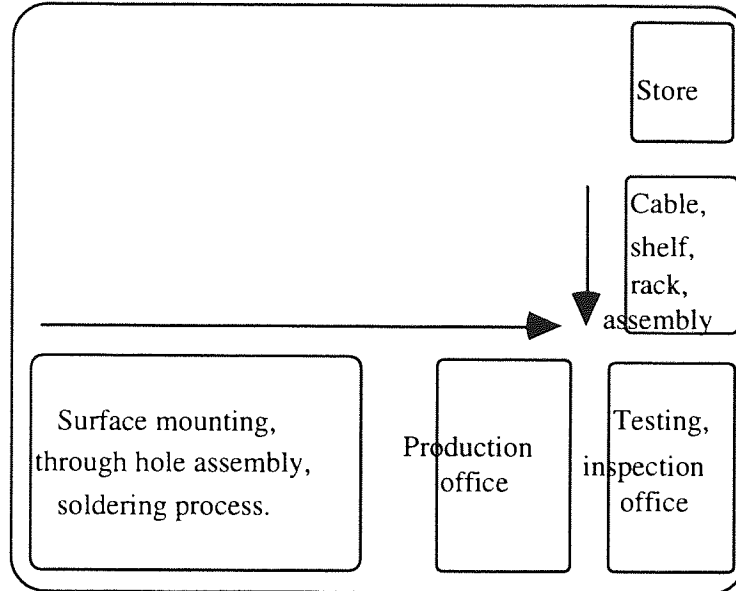 Store
Cable,
shelf,
rack,
assembly
Surface mounting,
through hole assembly,
soldering process.
Production
office
Testing,
inspection
office